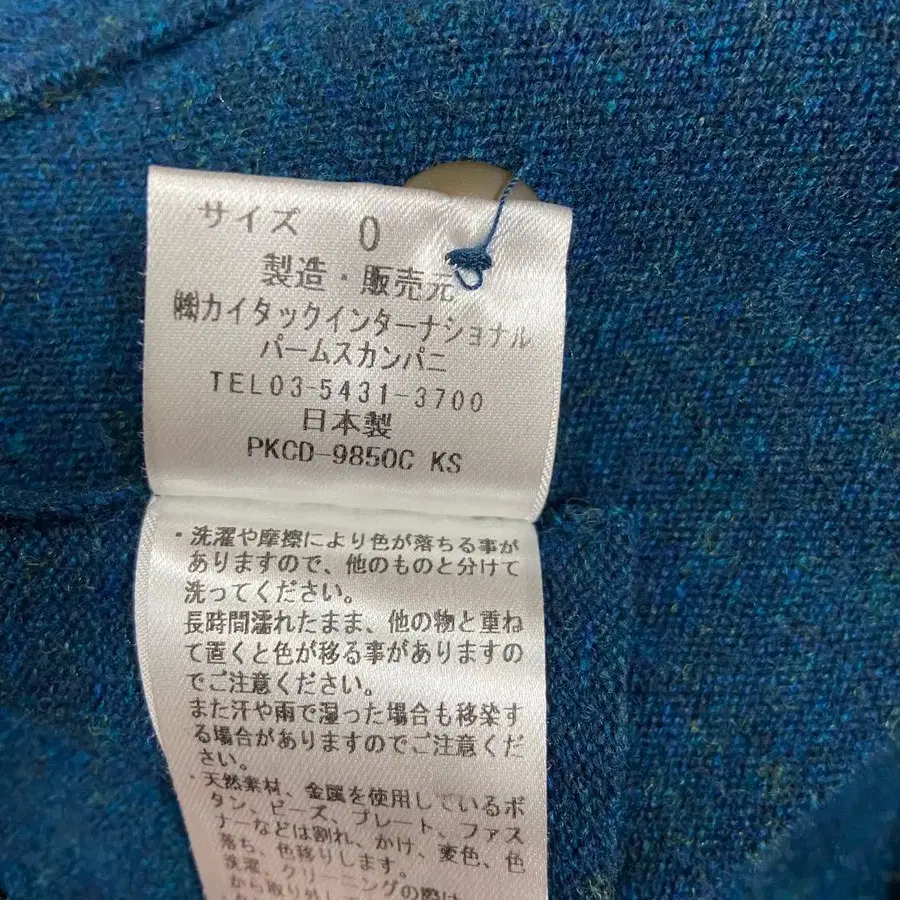 サイズ 0
製造・販売元
㈱カイタックインターナショナル
パームスカンパニ
TEL03-5431-3700
日本製
PKCD-9850C KS
・洗濯や摩擦により色が落ちる事が
ありますので、他のものと分けて
洗ってください。
長時間濡れたまま、他の物と重ね
て置くと色が移る事がありますの
でご注意ください。
また汗や雨で湿った場合も移染す
る場合がありますのでご注意くだ
さい。
・天然素材、金属を使用しているボ
タン、ビーズ、プレート、ファス
ナーなどは割れ、かけ、変色、色
落ち、色移りします。
洗濯、クリーニングの際は
から取り外し